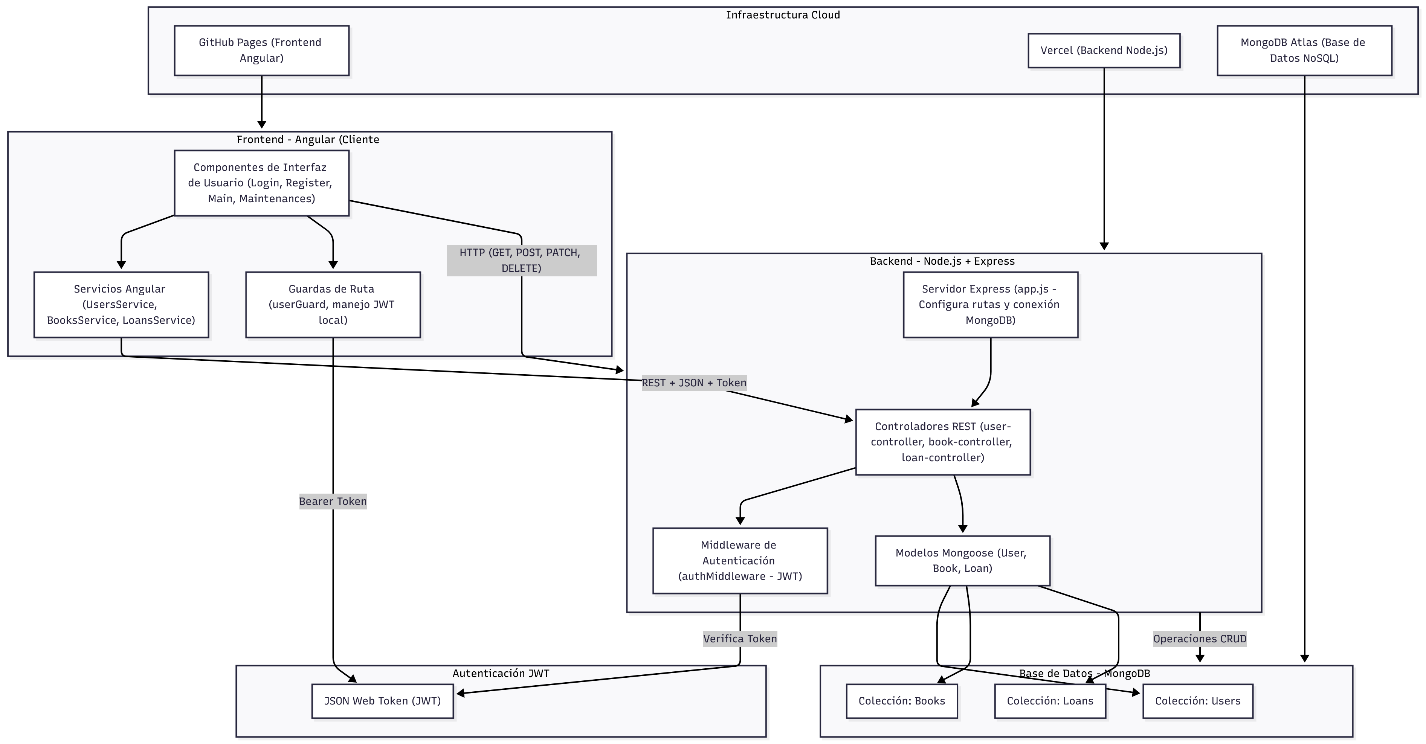 Infraestructura Cloud
GitHub Pages (Frontend
Angular)
Vercel (Backend Node.js)
MongoDB Atlas (Base de
Datos NoSQL)
Frontend - Angular (Cliente
Componentes de Interfaz
de Usuario (Login, Register,
Main, Maintenances)
HTTP (GET, POST, PATCH,
DELETE)
Servicios Angular
(UsersService,
BooksService, LoansService)
Guardas de Ruta
(userGuard, manejo JWT
local)
Backend - Node.js + Express
Servidor Express (app.js -
Configura rutas y conexión
MongoDB)
REST + JSON + Token
Controladores REST (user-
controller, book-controller,
loan-controller)
Bearer Token
Middleware de
Autenticación
(authMiddleware - JWT)
Modelos Mongoose (User,
Book, Loan)
Verifica Token
Operaciones CRUD
Autenticación JWT
JSON Web Token (JWT)
Base de Datos - MongoDB
Colección: Books
Colección: Loans
Colección: Users